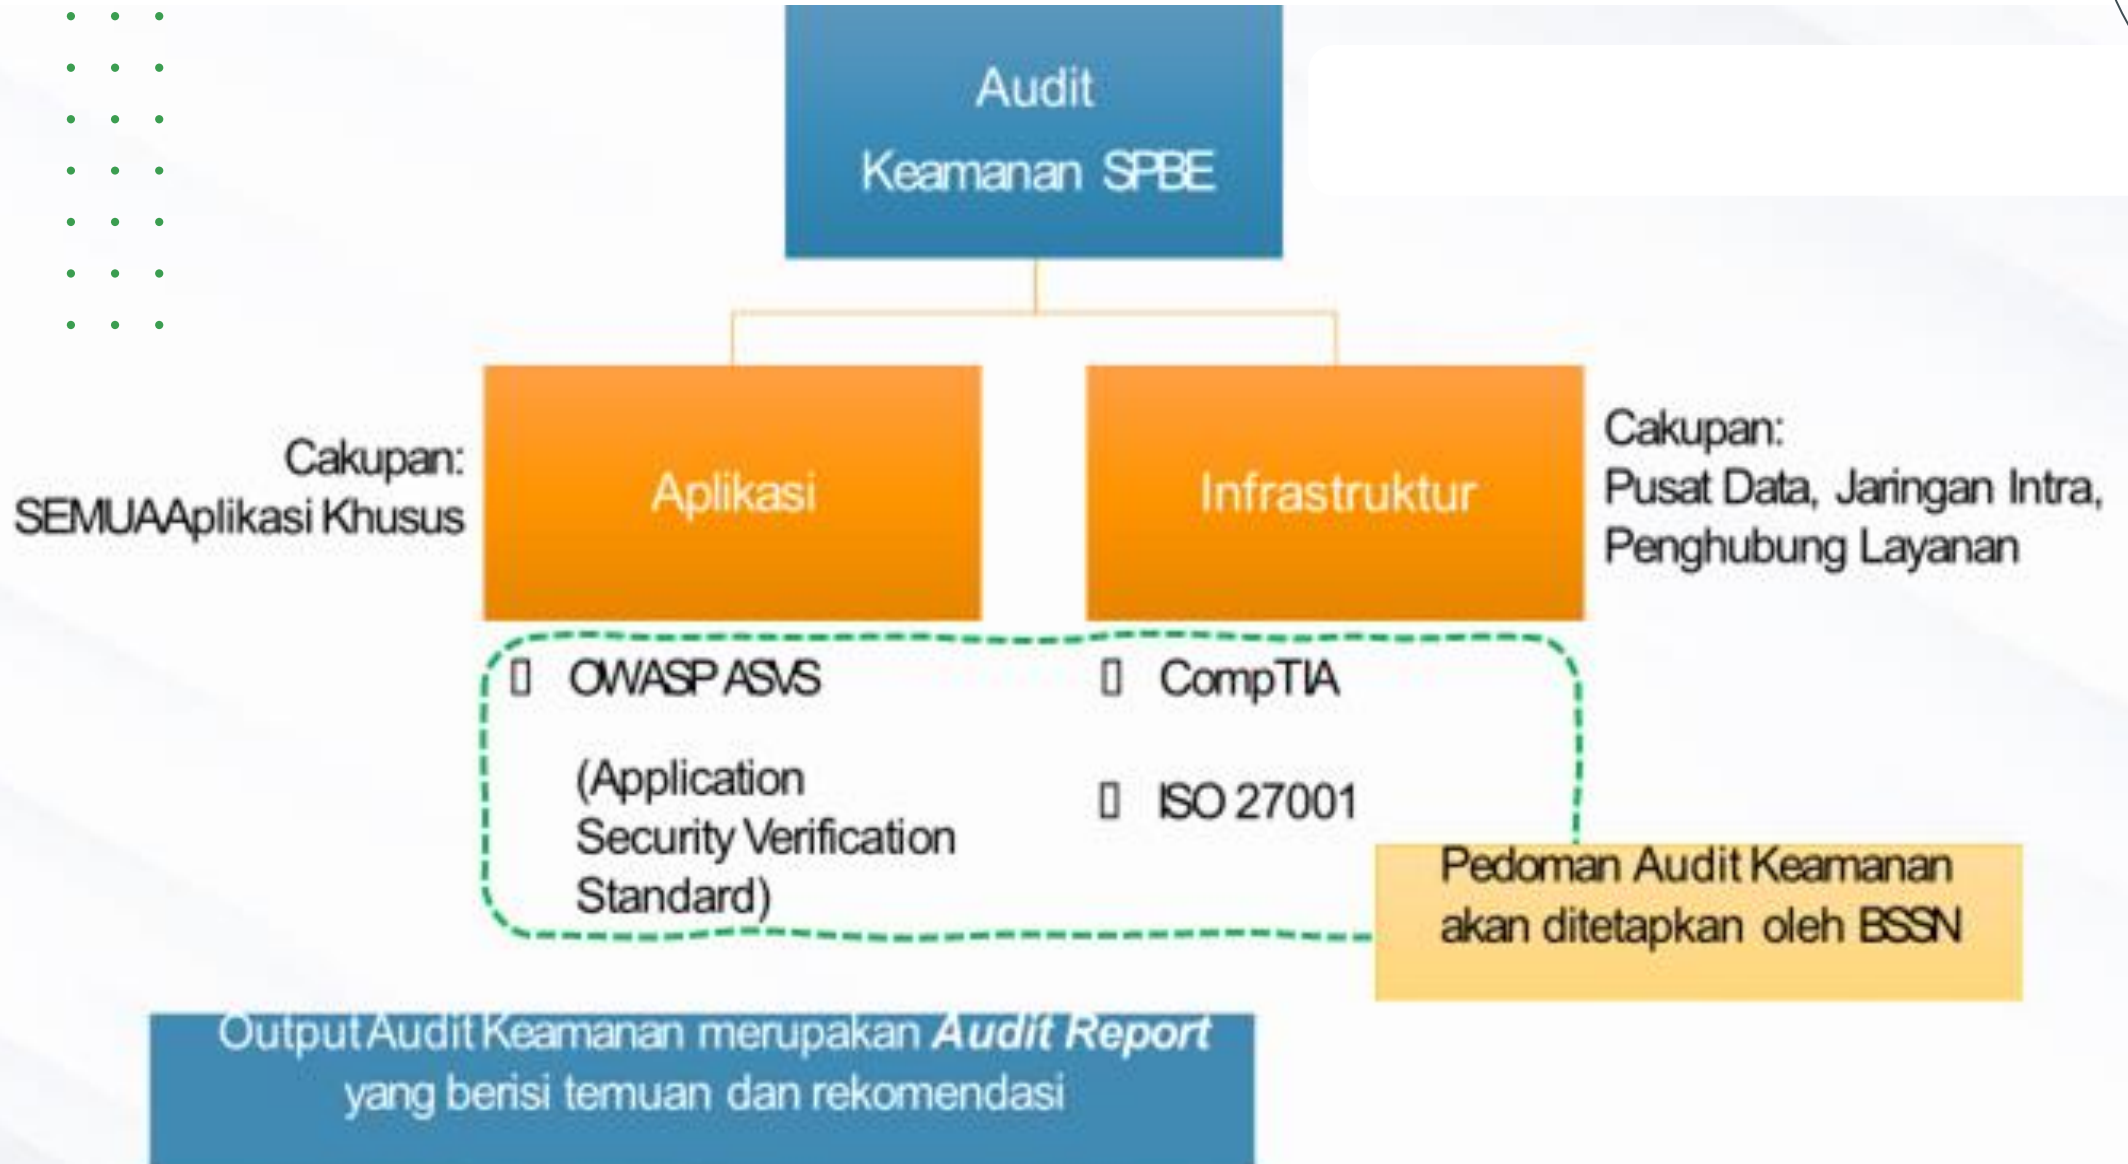 Audit
Keamanan SPBE
Cakupan:
SEMUA Aplikasi Khusus
Aplikasi
Infrastruktur
Cakupan:
Pusat Data, Jaringan Intra,
Penghubung Layanan
OWASP ASVS
(Application
Security Verification
Standard)
CompTIA
ISO 27001
Pedoman Audit Keamanan
akan ditetapkan oleh BSSN
Output Audit Keamanan merupakan Audit Report
yang berisi temuan dan rekomendasi